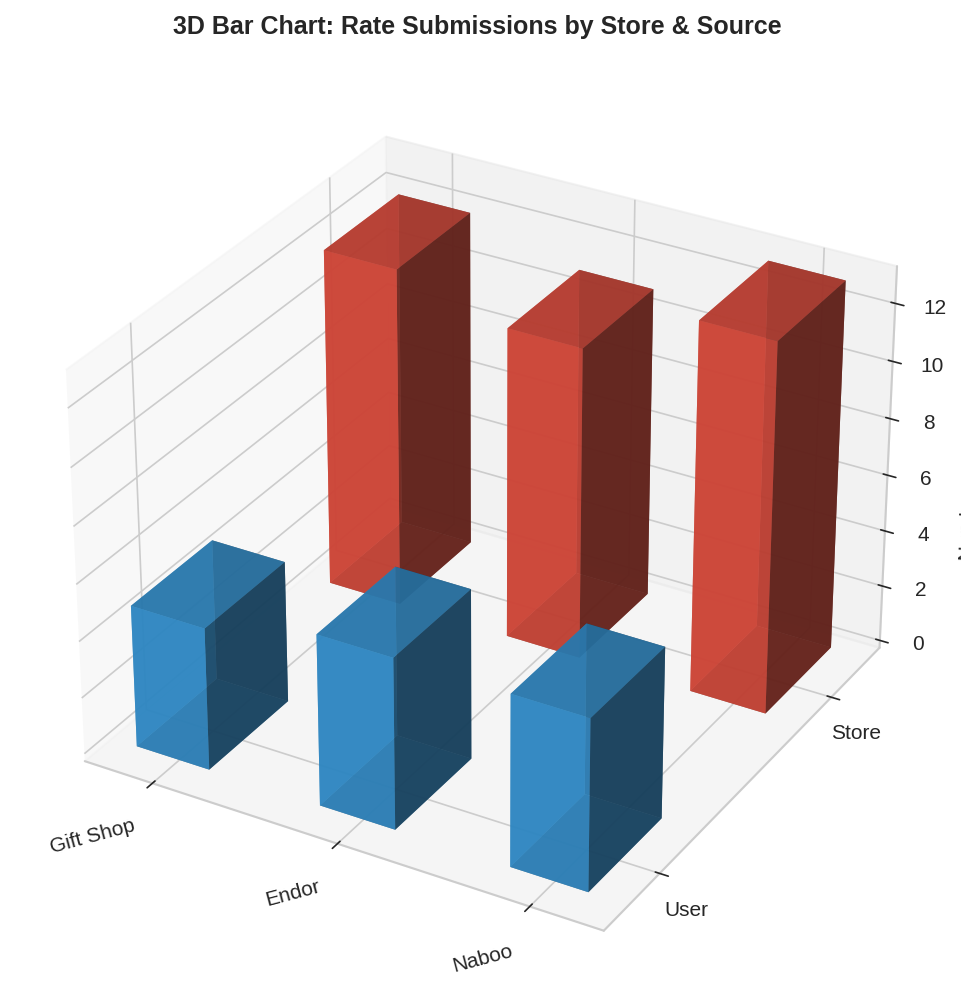 3D Bar Chart: Rate Submissions by Store & Source
12
10
8
6
4
2
0
Store
User
Gift Shop
Endor
Naboo